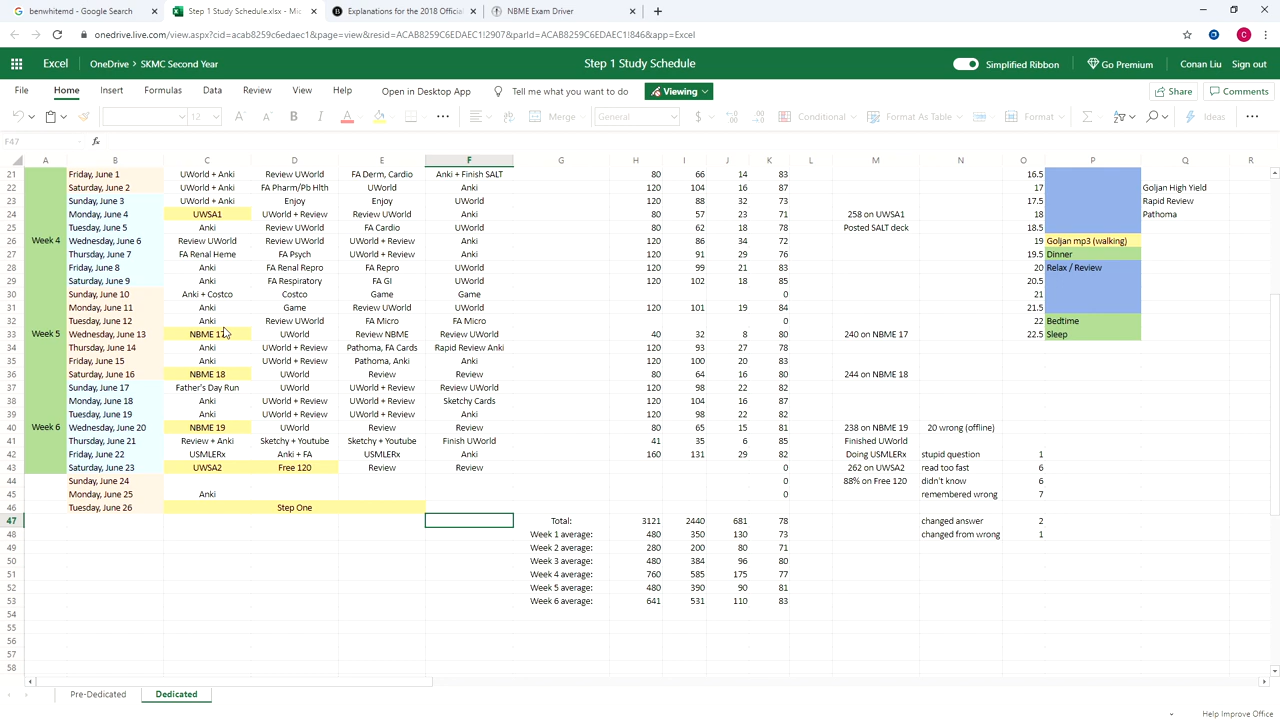 benwhitemd - Google Search
Step 1 Study Schedule.xlsx - Mic
Explanations for the 2018 Official
NBME Exam Driver
onedrive.live.com/view.aspx?cid=acab8259c6edaec1&page=view&resid=ACAB8259C6EDAEC1!2907&parId=ACAB8259C6EDAEC1!846&app=Excel
C
Excel OneDrive > SKMC Second Year Step 1 Study Schedule Simplified Ribbon Go Premium Conan Liu Sign out
File Home Insert Formulas Data Review View Help Open in Desktop App Tell me what you want to do Viewing Share Comments
12 A A B I A Merge General $ Conditional Format As Table Format Ideas
F47 fx
A B C D E F G H I J K L M N O P Q R
21 Friday, June 1 UWorld + Anki Review UWorld FA Derm, Cardio Anki + Finish SALT 80 66 14 83 16.5
22 Saturday, June 2 UWorld + Anki FA Pharm/Pb Hlth UWorld Anki 120 104 16 87 17 Goljan High Yield
23 Sunday, June 3 UWorld + Anki Enjoy Enjoy UWorld 120 88 32 73 17.5 Rapid Review
24 Monday, June 4 UWSA1 UWorld + Review Review UWorld Anki 80 57 23 71 258 on UWSA1 18 Pathoma
25 Tuesday, June 5 Anki Review UWorld FA Cardio UWorld 80 62 18 78 Posted SALT deck 18.5
26 Week 4 Wednesday, June 6 Review UWorld Review UWorld UWorld + Review Anki 120 86 34 72 19 Goljan mp3 (walking)
27 Thursday, June 7 FA Renal Heme FA Psych UWorld + Review Anki 120 91 29 76 19.5 Dinner
28 Friday, June 8 Anki FA Renal Repro FA Repro UWorld 120 99 21 83 20 Relax / Review
29 Saturday, June 9 Anki FA Respiratory FA GI UWorld 120 102 18 85 20.5
30 Sunday, June 10 Anki + Costco Costco Game Game 0 21
31 Monday, June 11 Anki Game Review UWorld UWorld 120 101 19 84 21.5
32 Tuesday, June 12 Anki Review UWorld FA Micro FA Micro 0 22 Bedtime
33 Week 5 Wednesday, June 13 NBME 17 UWorld Review NBME Review UWorld 40 32 8 80 240 on NBME 17 22.5 Sleep
34 Thursday, June 14 Anki UWorld + Review Pathoma, FA Cards Rapid Review Anki 120 93 27 78
35 Friday, June 15 Anki UWorld + Review Pathoma, Anki Anki 120 100 20 83
36 Saturday, June 16 NBME 18 UWorld Review Review 80 64 16 80 244 on NBME 18
37 Sunday, June 17 Father's Day Run UWorld UWorld + Review Review UWorld 120 98 22 82
38 Monday, June 18 Anki UWorld + Review UWorld + Review Sketchy Cards 120 104 16 87
39 Tuesday, June 19 Anki UWorld + Review UWorld + Review Anki 120 98 22 82
40 Week 6 Wednesday, June 20 NBME 19 UWorld Review Review 80 65 15 81 238 on NBME 19 20 wrong (offline)
41 Thursday, June 21 Review + Anki Sketchy + Youtube Sketchy + Youtube Finish UWorld 41 35 6 85 Finished UWorld
42 Friday, June 22 USMLERx Anki + FA USMLERx Anki 160 131 29 82 Doing USMLERx stupid question 1
43 Saturday, June 23 UWSA2 Free 120 Review Review 0 262 on UWSA2 read too fast 6
44 Sunday, June 24 0 88% on Free 120 didn't know 6
45 Monday, June 25 Anki 0 remembered wrong 7
46 Tuesday, June 26 Step One
47 Total: 3121 2440 681 78 changed answer 2
48 Week 1 average: 480 350 130 73 changed from wrong 1
49 Week 2 average: 280 200 80 71
50 Week 3 average: 480 384 96 80
51 Week 4 average: 760 585 175 77
52 Week 5 average: 480 390 90 81
53 Week 6 average: 641 531 110 83
54
55
56
57
58
Pre-Dedicated Dedicated
Help Improve Office